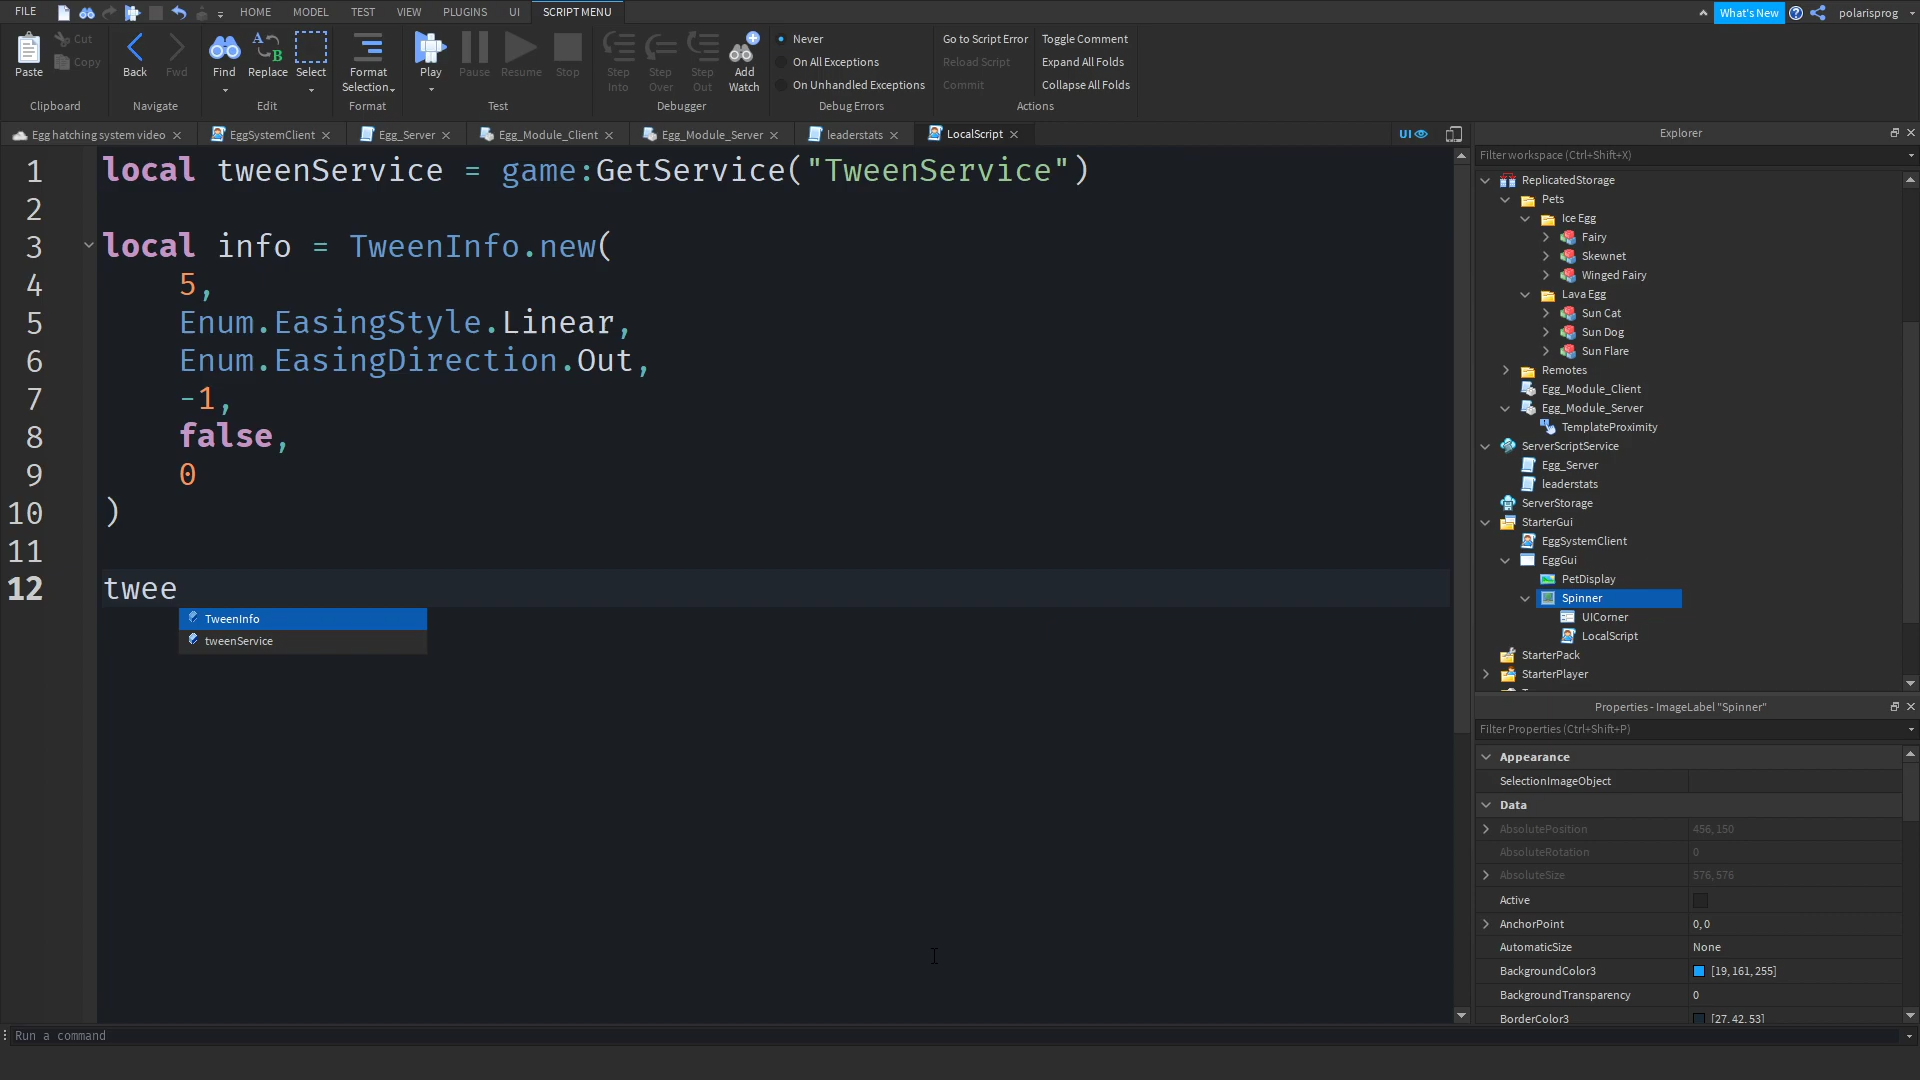 FILE HOME MODEL TEST VIEW PLUGINS UI SCRIPT MENU What's New polarisprog
Paste Cut Copy Back Fwd Find Replace Select Format Selection Play Pause Resume Stop Step Into Step Over Step Out Add Watch
Never
On All Exceptions
On Unhandled Exceptions
Go to Script Error Toggle Comment
Reload Script Expand All Folds
Commit Collapse All Folds
Clipboard Navigate Edit Format Test Debugger Debug Errors Actions
Egg hatching system video EggSystemClient Egg_Server Egg_Module_Client Egg_Module_Server leaderstats LocalScript UI
1 local tweenService = game:GetService("TweenService")
2
3 local info = TweenInfo.new(
4 5,
5 Enum.EasingStyle.Linear,
6 Enum.EasingDirection.Out,
7 -1,
8 false,
9 0
10 )
11
12 twee
TweenInfo
tweenService
Explorer
Filter workspace (Ctrl+Shift+X)
ReplicatedStorage
Pets
Ice Egg
Fairy
Skewnet
Winged Fairy
Lava Egg
Sun Cat
Sun Dog
Sun Flare
Remotes
Egg_Module_Client
Egg_Module_Server
TemplateProximity
ServerScriptService
Egg_Server
leaderstats
ServerStorage
StarterGui
EggSystemClient
EggGui
PetDisplay
Spinner
UICorner
LocalScript
StarterPack
StarterPlayer
Properties - ImageLabel "Spinner"
Filter Properties (Ctrl+Shift+P)
Appearance
SelectionImageObject
Data
AbsolutePosition 456, 150
AbsoluteRotation 0
AbsoluteSize 576, 576
Active
AnchorPoint 0, 0
AutomaticSize None
BackgroundColor3 [19, 161, 255]
BackgroundTransparency 0
BorderColor3 [27, 42, 53]
Run a command